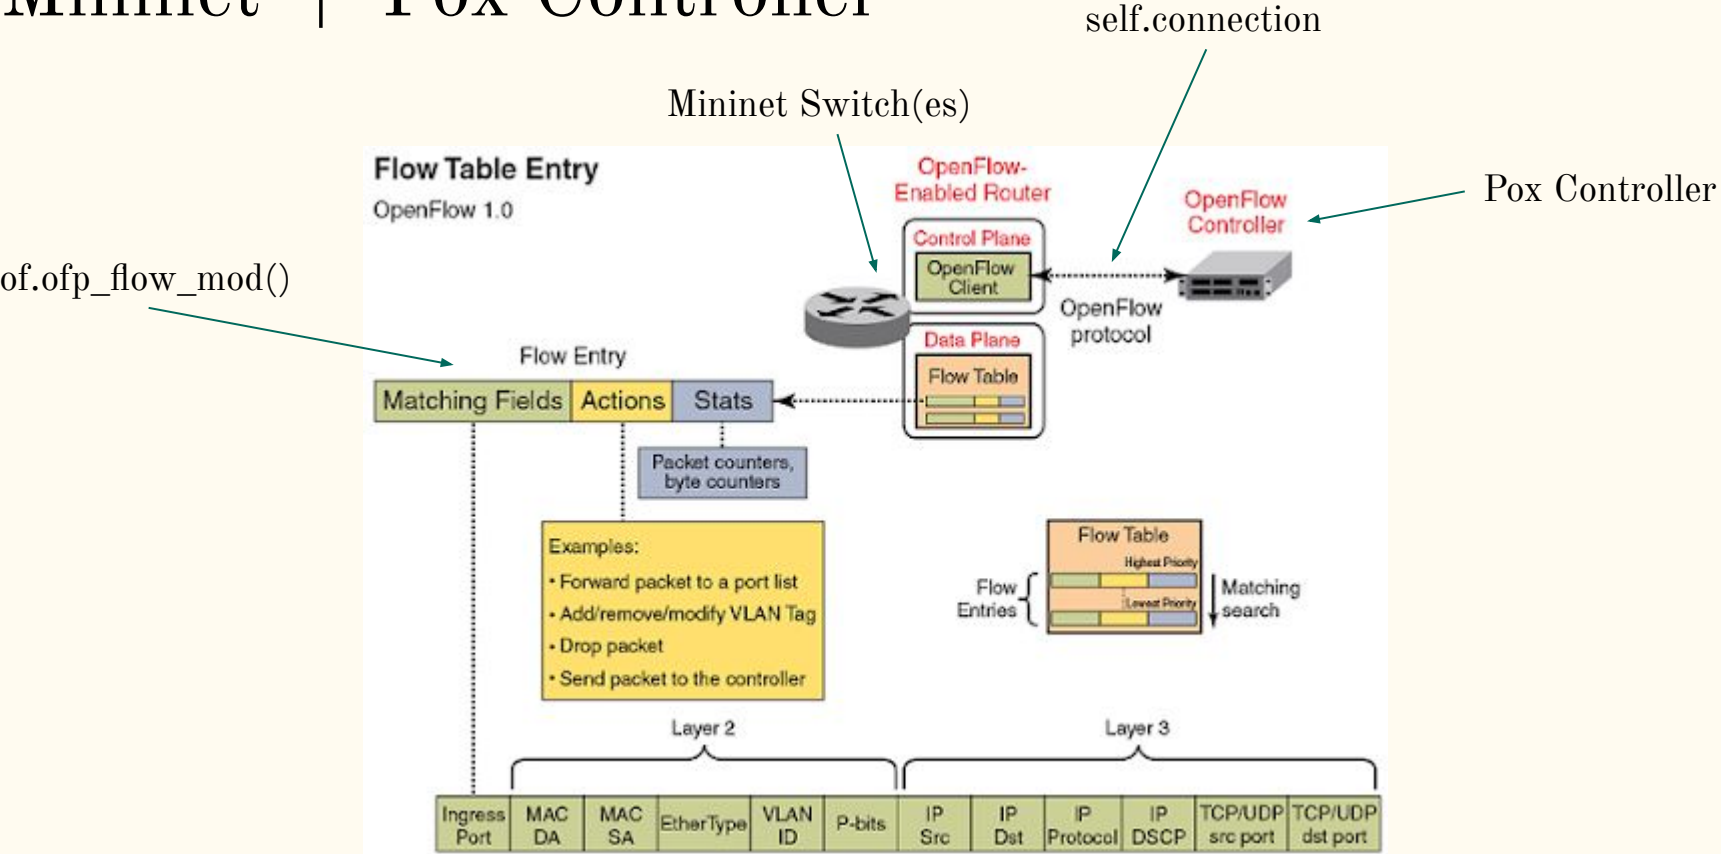 Mininet | Pox Controller
self.connection
Mininet Switch(es)
Pox Controller
of.ofp_flow_mod()
Flow Table Entry
OpenFlow 1.0
OpenFlow-
Enabled Router
Control Plane
OpenFlow
Client
OpenFlow
Controller
OpenFlow
protocol
Data Plane
Flow Table
Flow Entry
Matching Fields Actions Stats
Packet counters,
byte counters
Examples:
• Forward packet to a port list
• Add/remove/modify VLAN Tag
• Drop packet
• Send packet to the controller
Flow Table
Highest Priority
Lowest Priority
Flow
Entries
Matching
search
Layer 2
Layer 3
Ingress
Port
MAC
DA
MAC
SA
EtherType
VLAN
ID
P-bits
IP
Src
IP
Dst
IP
Protocol
IP
DSCP
TCP/UDP
src port
TCP/UDP
dst port